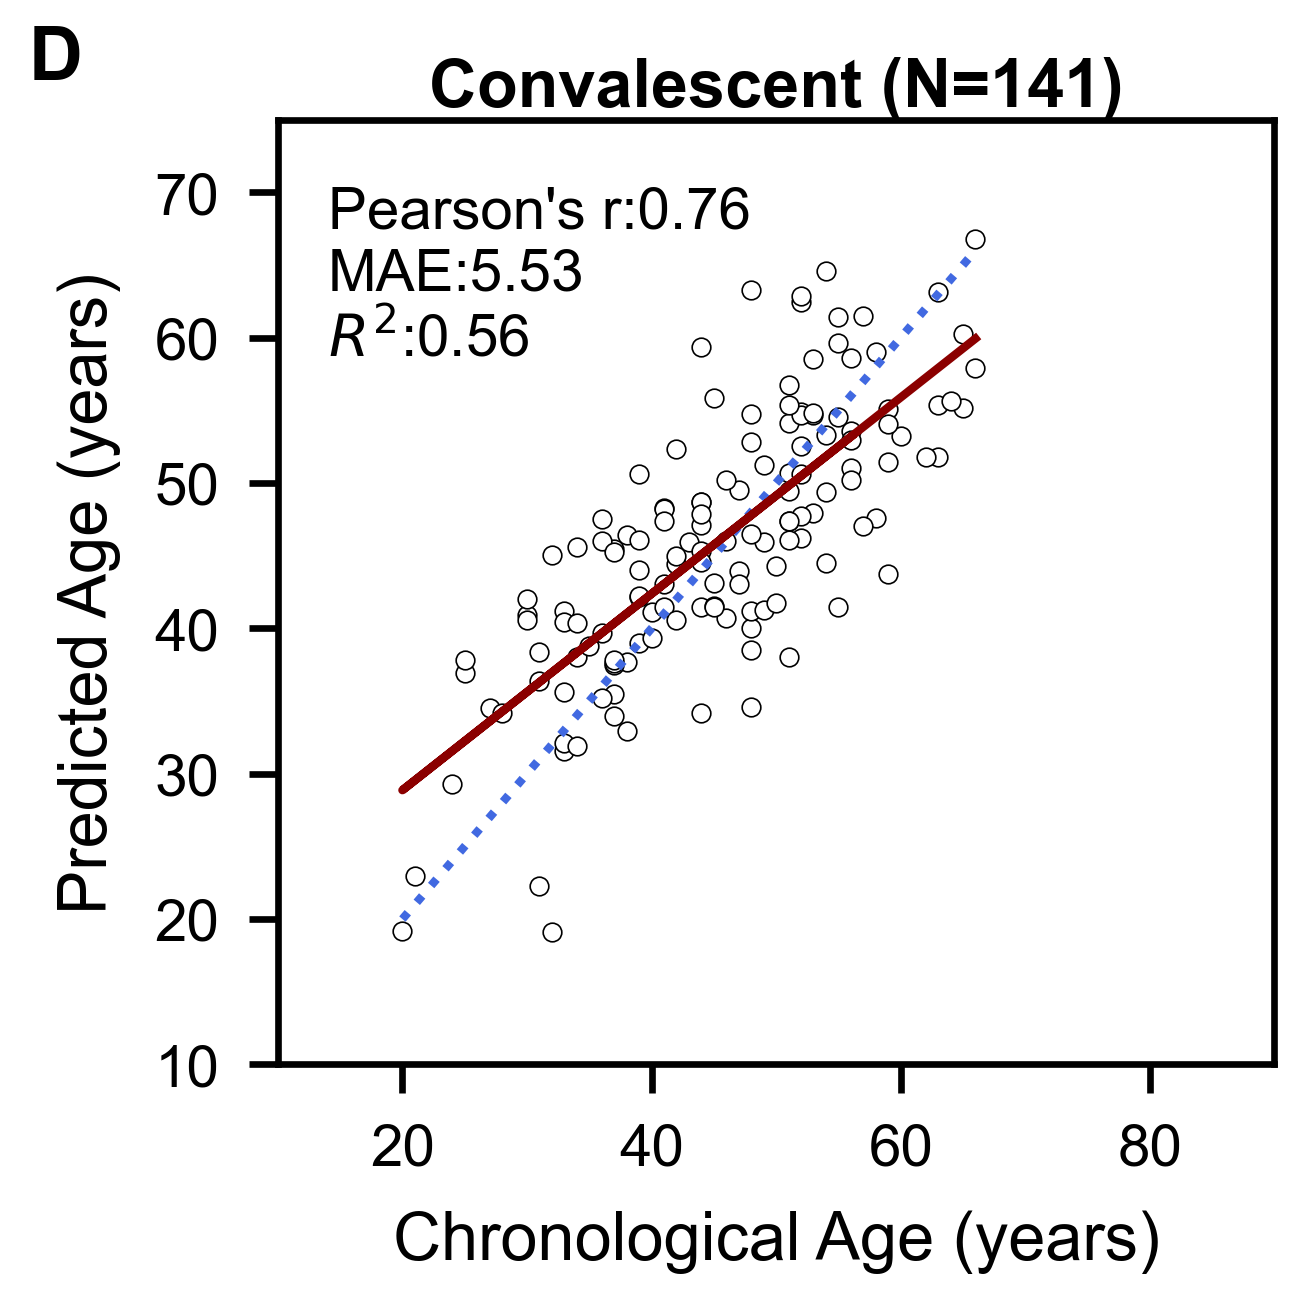 D
Convalescent (N=141)
Pearson's r:0.76
MAE:5.53
R²:0.56
70
60
50
40
30
20
10
Predicted Age (years)
20 40 60 80
Chronological Age (years)